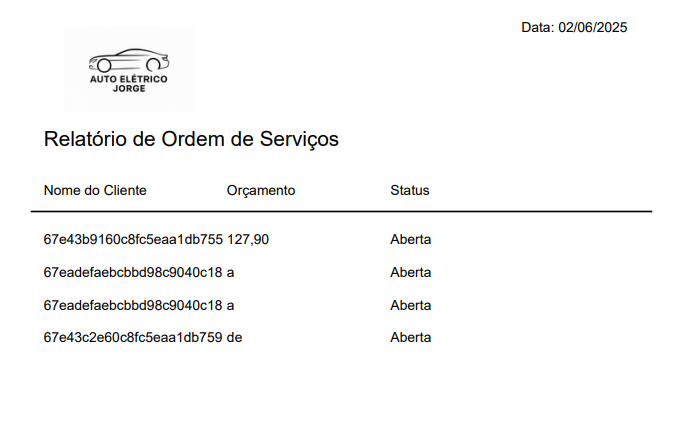 Data: 02/06/2025
AUTO ELÉTRICO
JORGE
Relatório de Ordem de Serviços
Nome do Cliente Orçamento Status
67e43b9160c8fc5eaa1db755 127,90 Aberta
67eadefaebcbbd98c9040c18 a Aberta
67eadefaebcbbd98c9040c18 a Aberta
67e43c2e60c8fc5eaa1db759 de Aberta